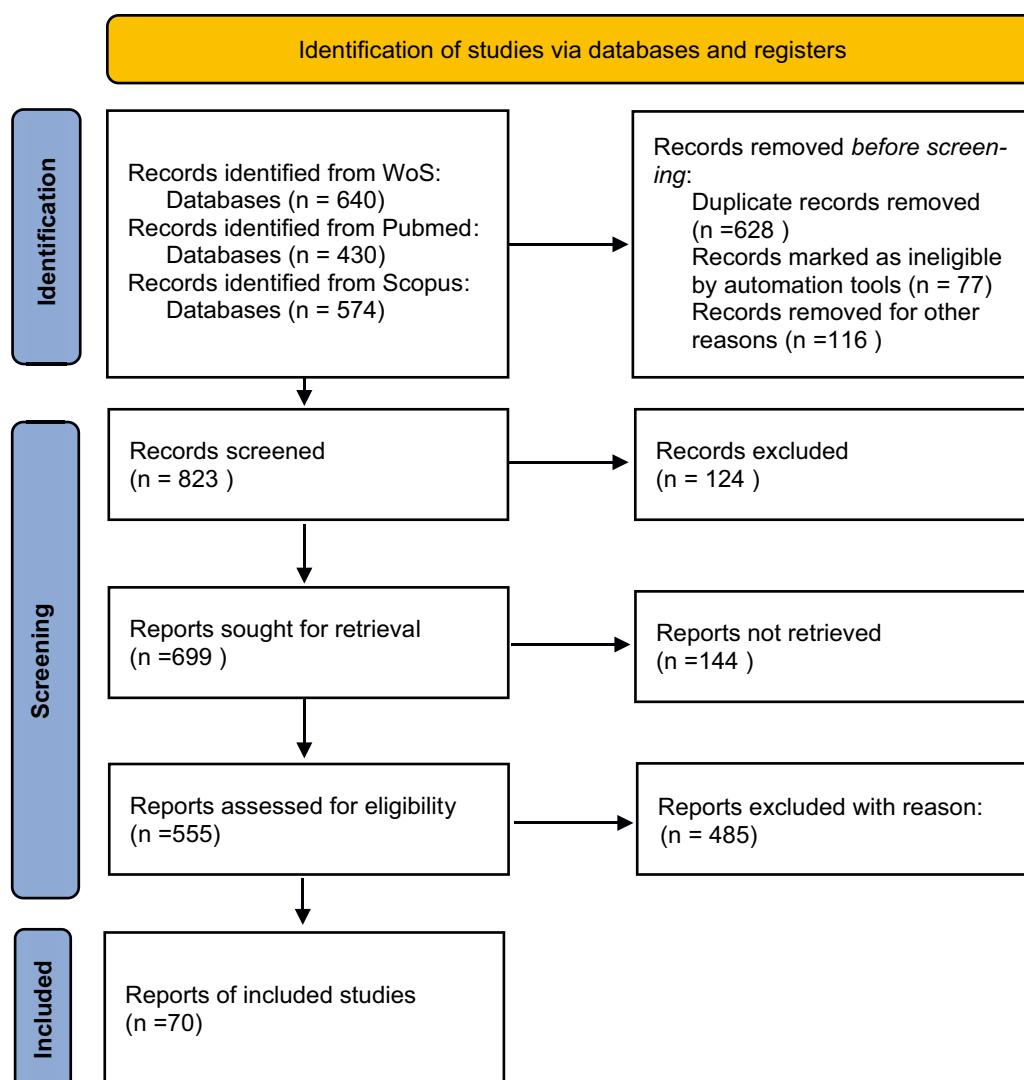 Identification of studies via databases and registers
Identification
Records identified from WoS:
Databases (n = 640)
Records identified from Pubmed:
Databases (n = 430)
Records identified from Scopus:
Databases (n = 574)
Records removed before screen-
ing:
Duplicate records removed
(n =628 )
Records marked as ineligible
by automation tools (n = 77)
Records removed for other
reasons (n =116 )
Screening
Records screened
(n = 823 )
Records excluded
(n = 124 )
Reports sought for retrieval
(n =699 )
Reports not retrieved
(n =144 )
Reports assessed for eligibility
(n =555)
Reports excluded with reason:
(n = 485)
Included
Reports of included studies
(n =70)